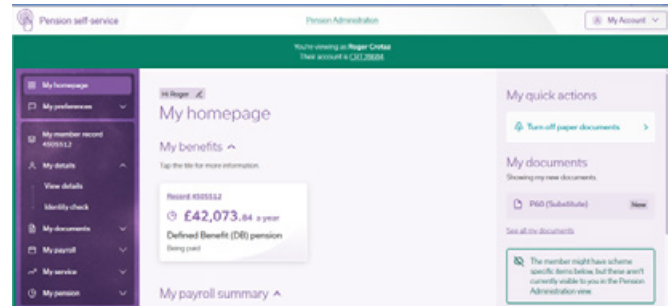 Pension self-service
Pension Administration
My Account
You're viewing as Roger Cretaz
Their account is CRT28684.
My homepage
My preferences
My member record
4505512
My details
View details
Identity check
My documents
My payroll
My service
My pension
Hi Roger
My homepage
My benefits
Tap the tile for more information.
Record 4505512
£42,073.84 a year
Defined Benefit (DB) pension
Being paid
My payroll summary
My quick actions
Turn off paper documents
My documents
Showing my new documents.
P60 (Substitute)
New
See all my documents
The member might have scheme
specific items below, but these aren't
currently visible to you in the Pension
Administration view.